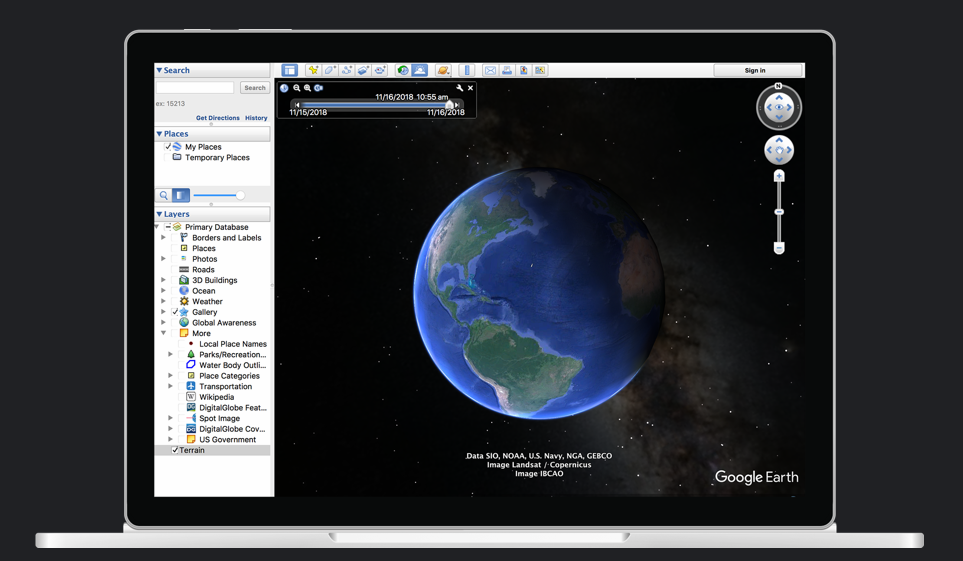 Search
Search
ex: 15213
Get Directions History
Places
My Places
Temporary Places
Layers
Primary Database
Borders and Labels
Places
Photos
Roads
3D Buildings
Ocean
Weather
Gallery
Global Awareness
More
Local Place Names
Parks/Recreation...
Water Body Outli...
Place Categories
Transportation
W Wikipedia
DigitalGlobe Feat...
Spot Image
DG DigitalGlobe Cov...
US Government
Terrain
Sign in
11/16/2018 10:55 am
11/15/2018 11/16/2018
N
Data SIO, NOAA, U.S. Navy, NGA, GEBCO
Image Landsat / Copernicus
Image IBCAO
Google Earth